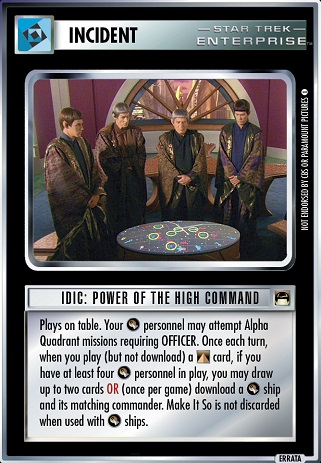 INCIDENT
STAR TREK
ENTERPRISE™
NOT ENDORSED BY CBS OR PARAMOUNT PICTURES
IDIC: POWER OF THE HIGH COMMAND
Plays on table. Your personnel may attempt Alpha
Quadrant missions requiring OFFICER. Once each turn,
when you play (but not download) a card, if you
have at least four personnel in play, you may draw
up to two cards OR (once per game) download a ship
and its matching commander. Make It So is not discarded
when used with ships.
ERRATA